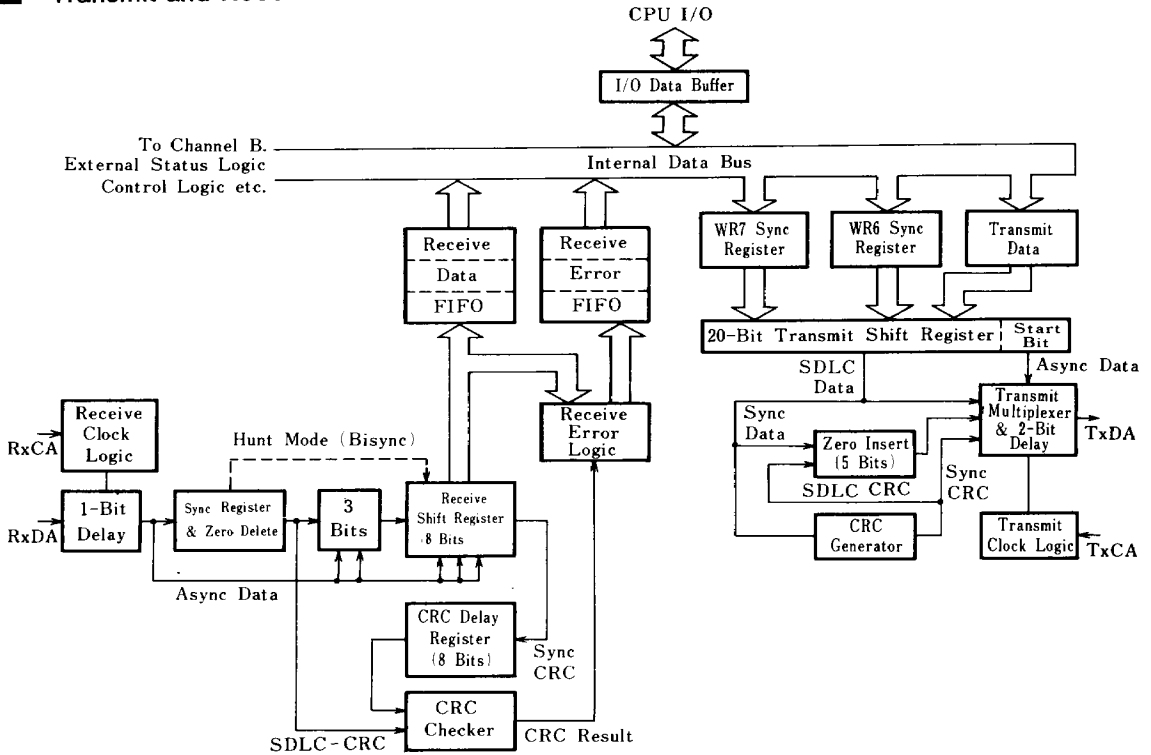 Transmit and
CPU I/O
I/O Data Buffer
To Channel B.
External Status Logic
Control Logic etc.
Internal Data Bus
WR7 Sync
Register
WR6 Sync
Register
Transmit
Data
Receive
Data
FIFO
Receive
Error
FIFO
20-Bit Transmit Shift Register
Start
Bit
SDLC
Data
Async Data
Receive
Clock
Logic
RxCA
Hunt Mode (Bisync)
Receive
Error
Logic
Sync
Data
Zero Insert
(5 Bits)
Transmit
Multiplexer
& 2-Bit
Delay
TxDA
SDLC CRC
Sync
CRC
RxDA
1-Bit
Delay
Sync Register
& Zero Delete
3
Bits
Receive
Shift Register
8 Bits
CRC
Generator
Transmit
Clock Logic
TxCA
Async Data
CRC Delay
Register
(8 Bits)
Sync
CRC
CRC
Checker
SDLC-CRC
CRC Result